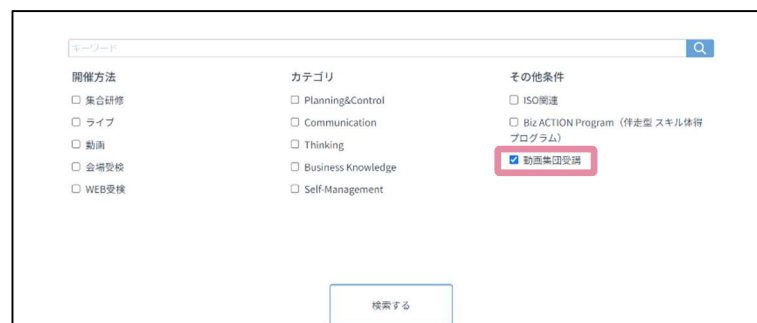 キーワード
開催方法
集合研修
ライブ
動画
会場受検
WEB受検
カテゴリ
Planning&Control
Communication
Thinking
Business Knowledge
Self-Management
その他条件
ISO関連
Biz ACTION Program（伴走型 スキル体得
プログラム）
動画集団受講
検索する